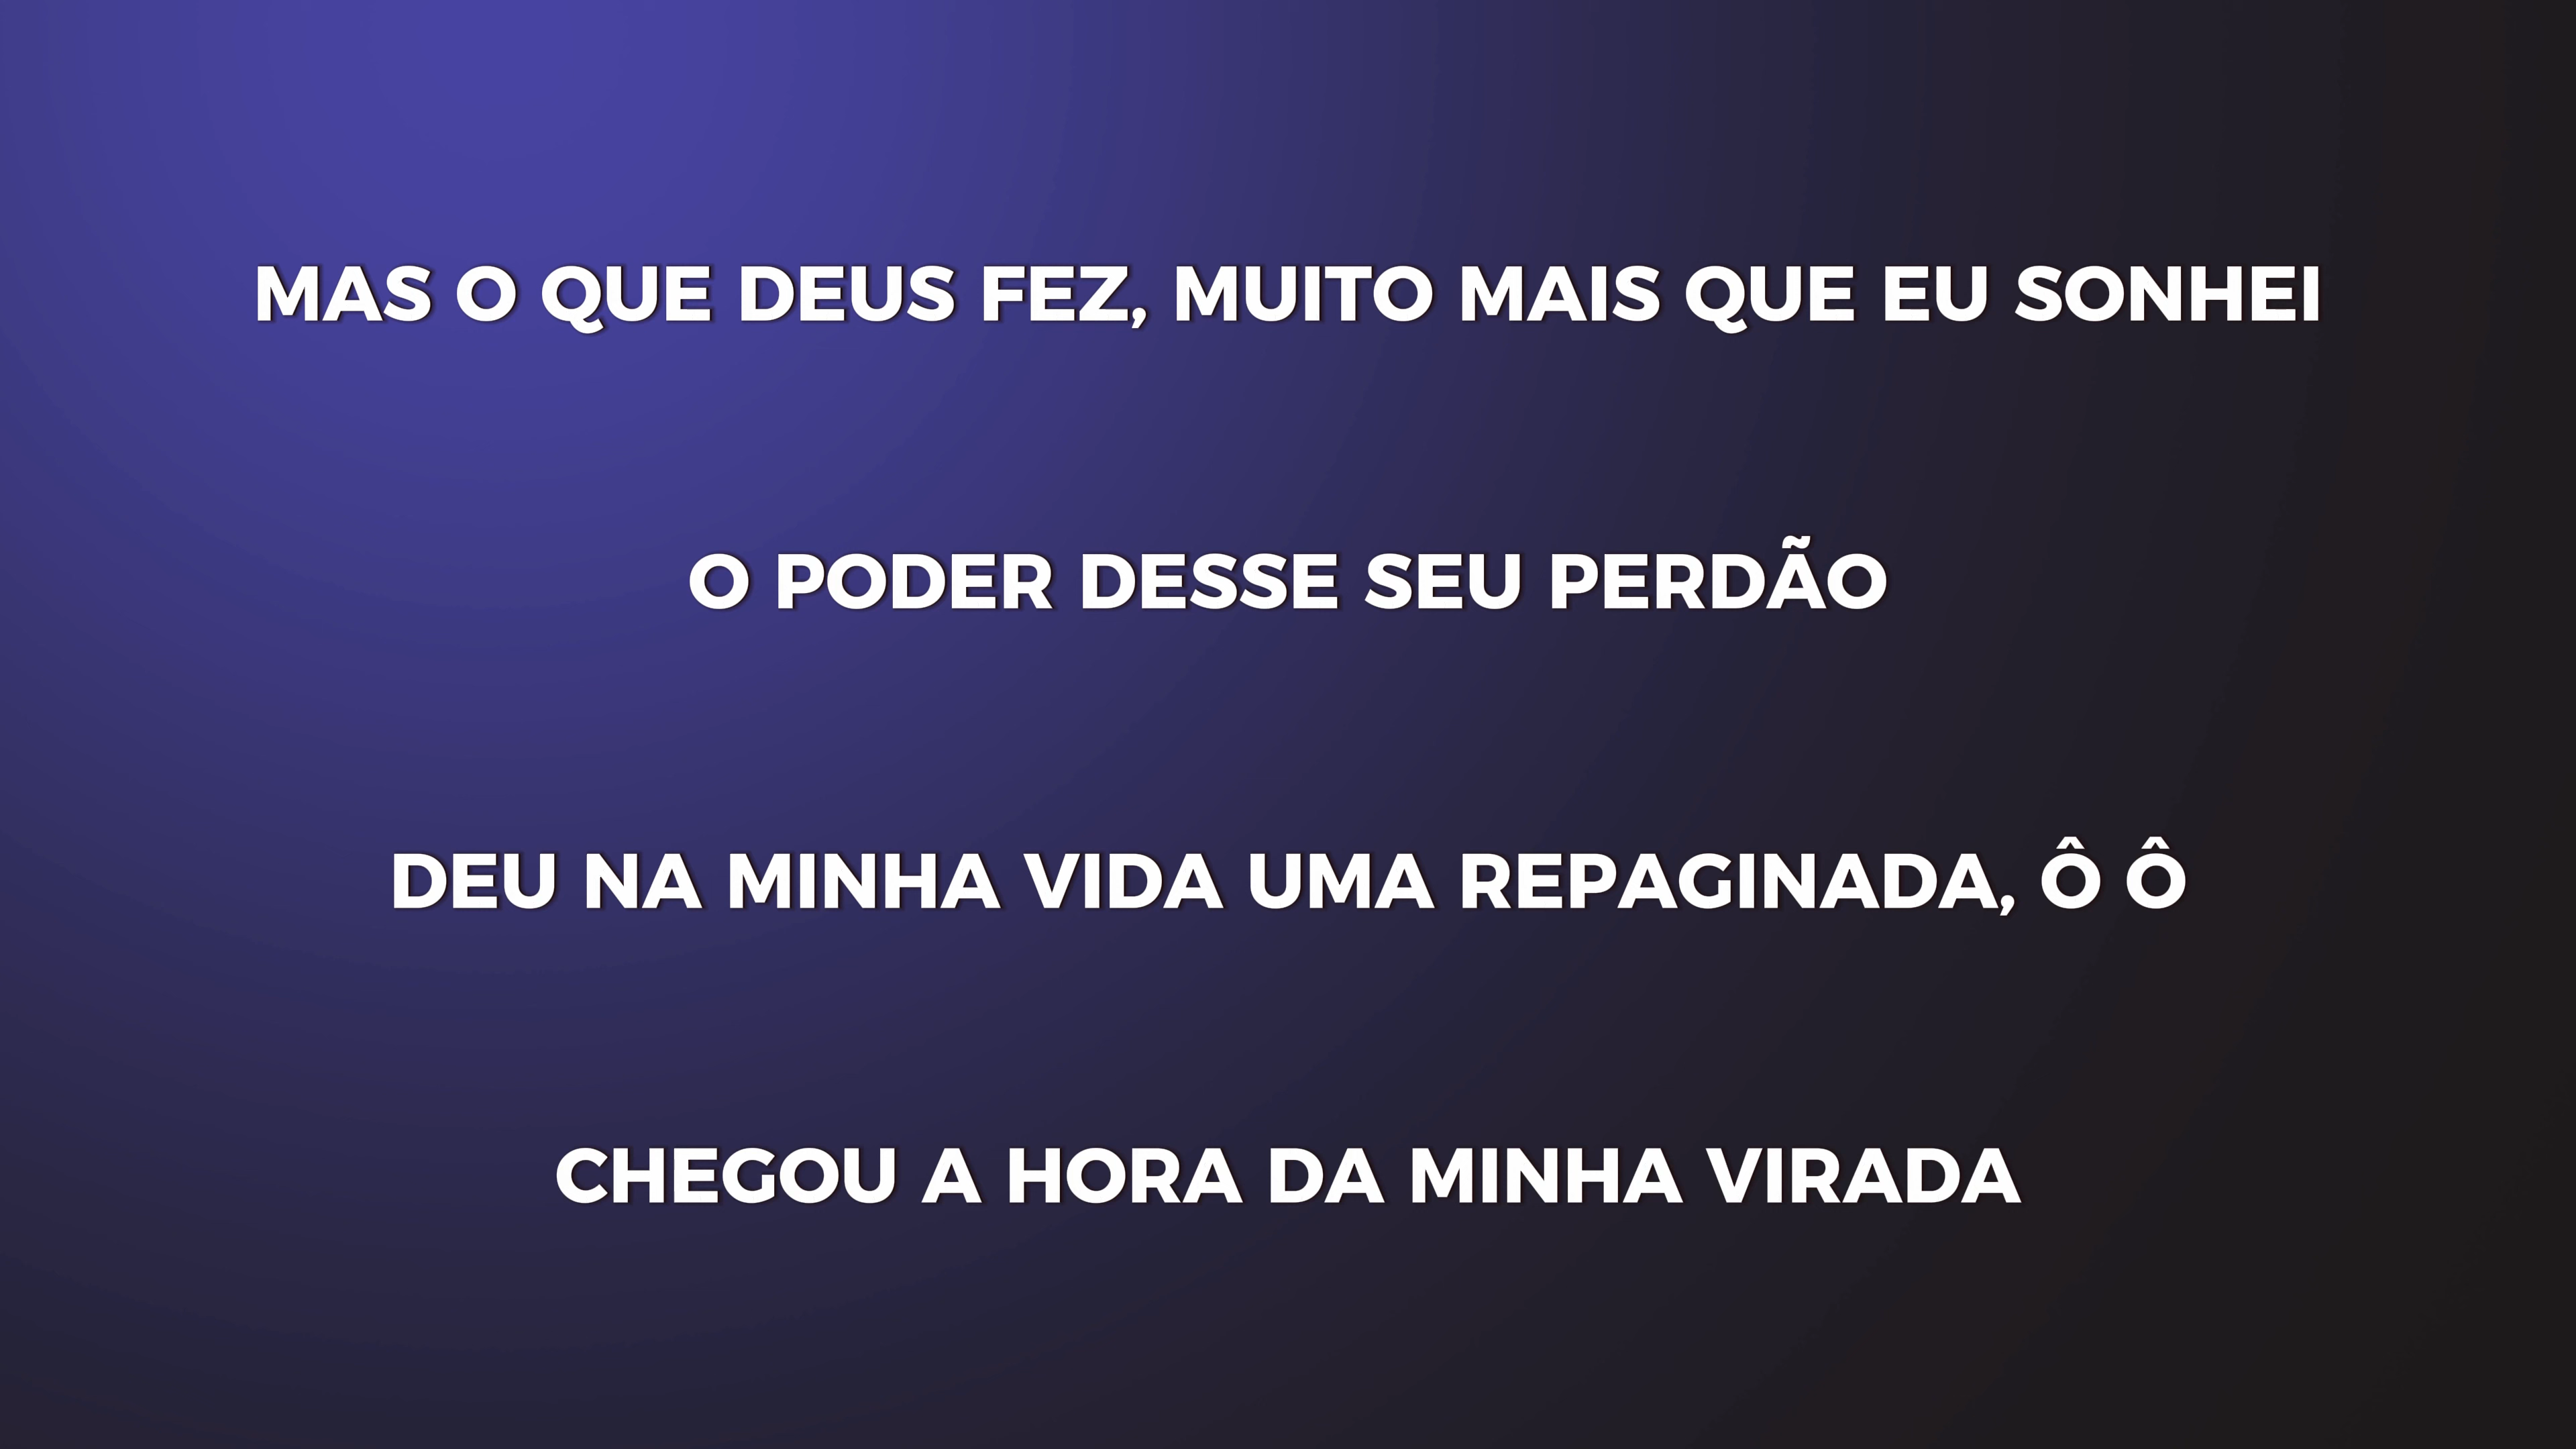 MAS O QUE DEUS FEZ, MUITO MAIS QUE EU SONHEI
O PODER DESSE SEU PERDÃO
DEU NA MINHA VIDA UMA REPAGINADA, Ô Ô
CHEGOU A HORA DA MINHA VIRADA